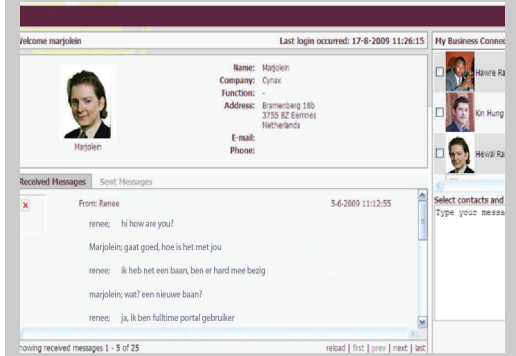 Welcome marjolein
Last login occurred: 17-8-2009 11:26:15
My Business Connec
Name: Marjolein
Company: Cynax
Function: -
Address: Bramenberg 18b
3755 BZ Eemnes
Netherlands
E-mail:
Phone:
Marjolein
Hawre Ra
Kin Hung
Hewal Ra
Received Messages
Sent Messages
From: Renee
5-6-2009 11:12:55
renee; hi how are you?
Marjolein; gaat goed, hoe is het met jou
renee; ik heb net een baan, ben er hard mee bezig
marjolein; wat? een nieuwe baan?
renee; ja, ik ben fulltime portal gebruiker
Select contacts and
Type your messa
howing received messages 1 - 5 of 25
reload | first | prev | next | last